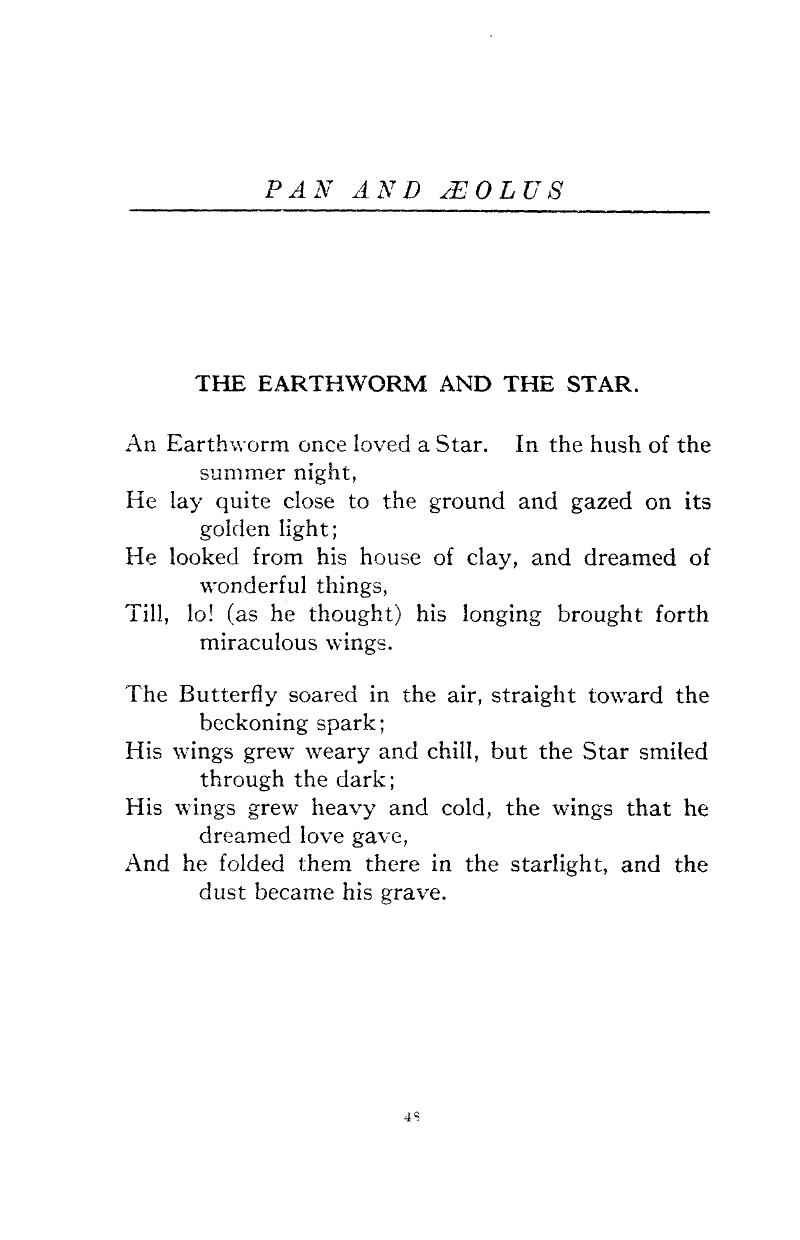 PAN AND ÆOLUS
THE EARTHWORM AND THE STAR.
An Earthworm once loved a Star. In the hush of the
summer night,
He lay quite close to the ground and gazed on its
golden light;
He looked from his house of clay, and dreamed of
wonderful things,
Till, lo! (as he thought) his longing brought forth
miraculous wings.
The Butterfly soared in the air, straight toward the
beckoning spark;
His wings grew weary and chill, but the Star smiled
through the dark;
His wings grew heavy and cold, the wings that he
dreamed love gave,
And he folded them there in the starlight, and the
dust became his grave.
48